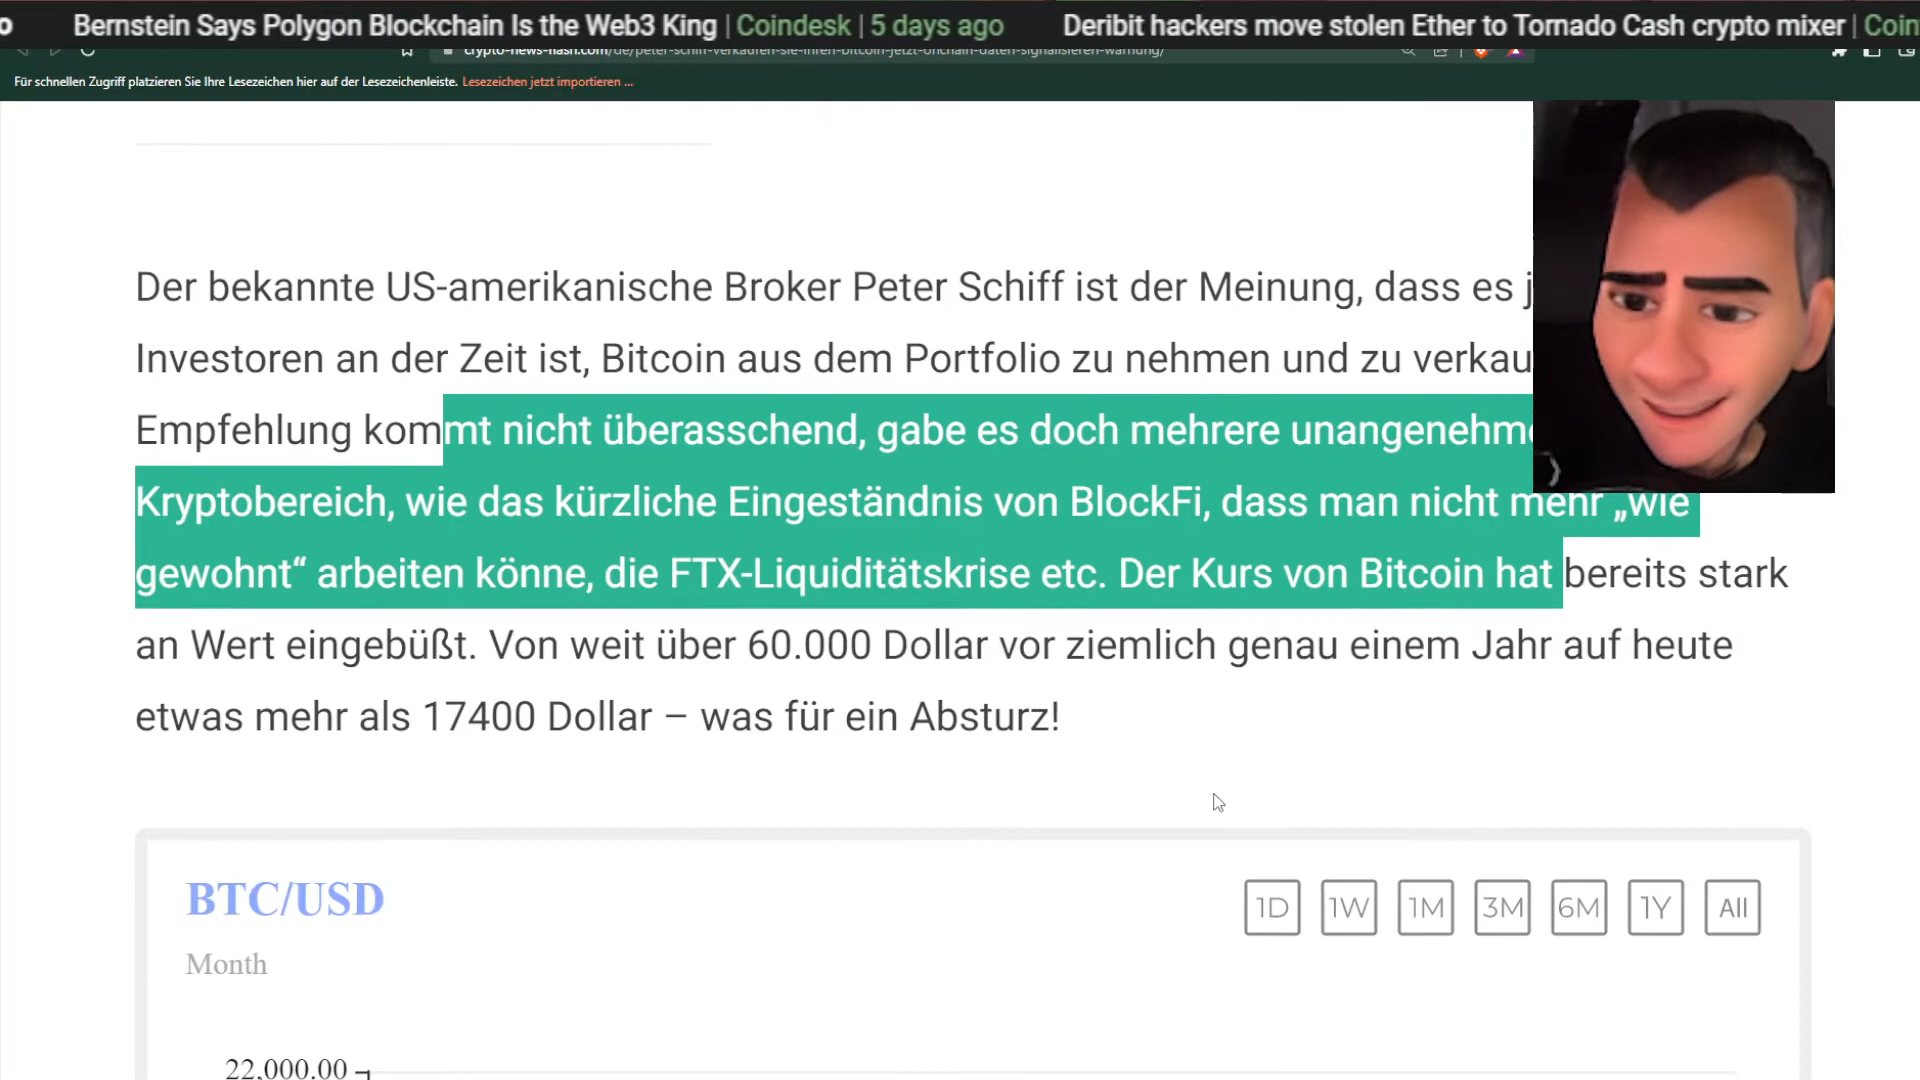 Bernstein Says Polygon Blockchain Is the Web3 King | Coindesk | 5 days ago Deribit hackers move stolen Ether to Tornado Cash crypto mixer | Coin
crypto-news-flash.com/de/peter-schiff-verkaufen-sie-ihren-bitcoin-jetzt-onchain-daten-signalisieren-warnung/
Für schnellen Zugriff platzieren Sie Ihre Lesezeichen hier auf der Lesezeichenleiste. Lesezeichen jetzt importieren ...
Der bekannte US-amerikanische Broker Peter Schiff ist der Meinung, dass es j
Investoren an der Zeit ist, Bitcoin aus dem Portfolio zu nehmen und zu verkau
Empfehlung kommt nicht überasschend, gabe es doch mehrere unangenehme
Kryptobereich, wie das kürzliche Eingeständnis von BlockFi, dass man nicht mehr „wie
gewohnt“ arbeiten könne, die FTX-Liquiditätskrise etc. Der Kurs von Bitcoin hat bereits stark
an Wert eingebüßt. Von weit über 60.000 Dollar vor ziemlich genau einem Jahr auf heute
etwas mehr als 17400 Dollar – was für ein Absturz!
BTC/USD
1D 1W 1M 3M 6M 1Y All
Month
22,000.00